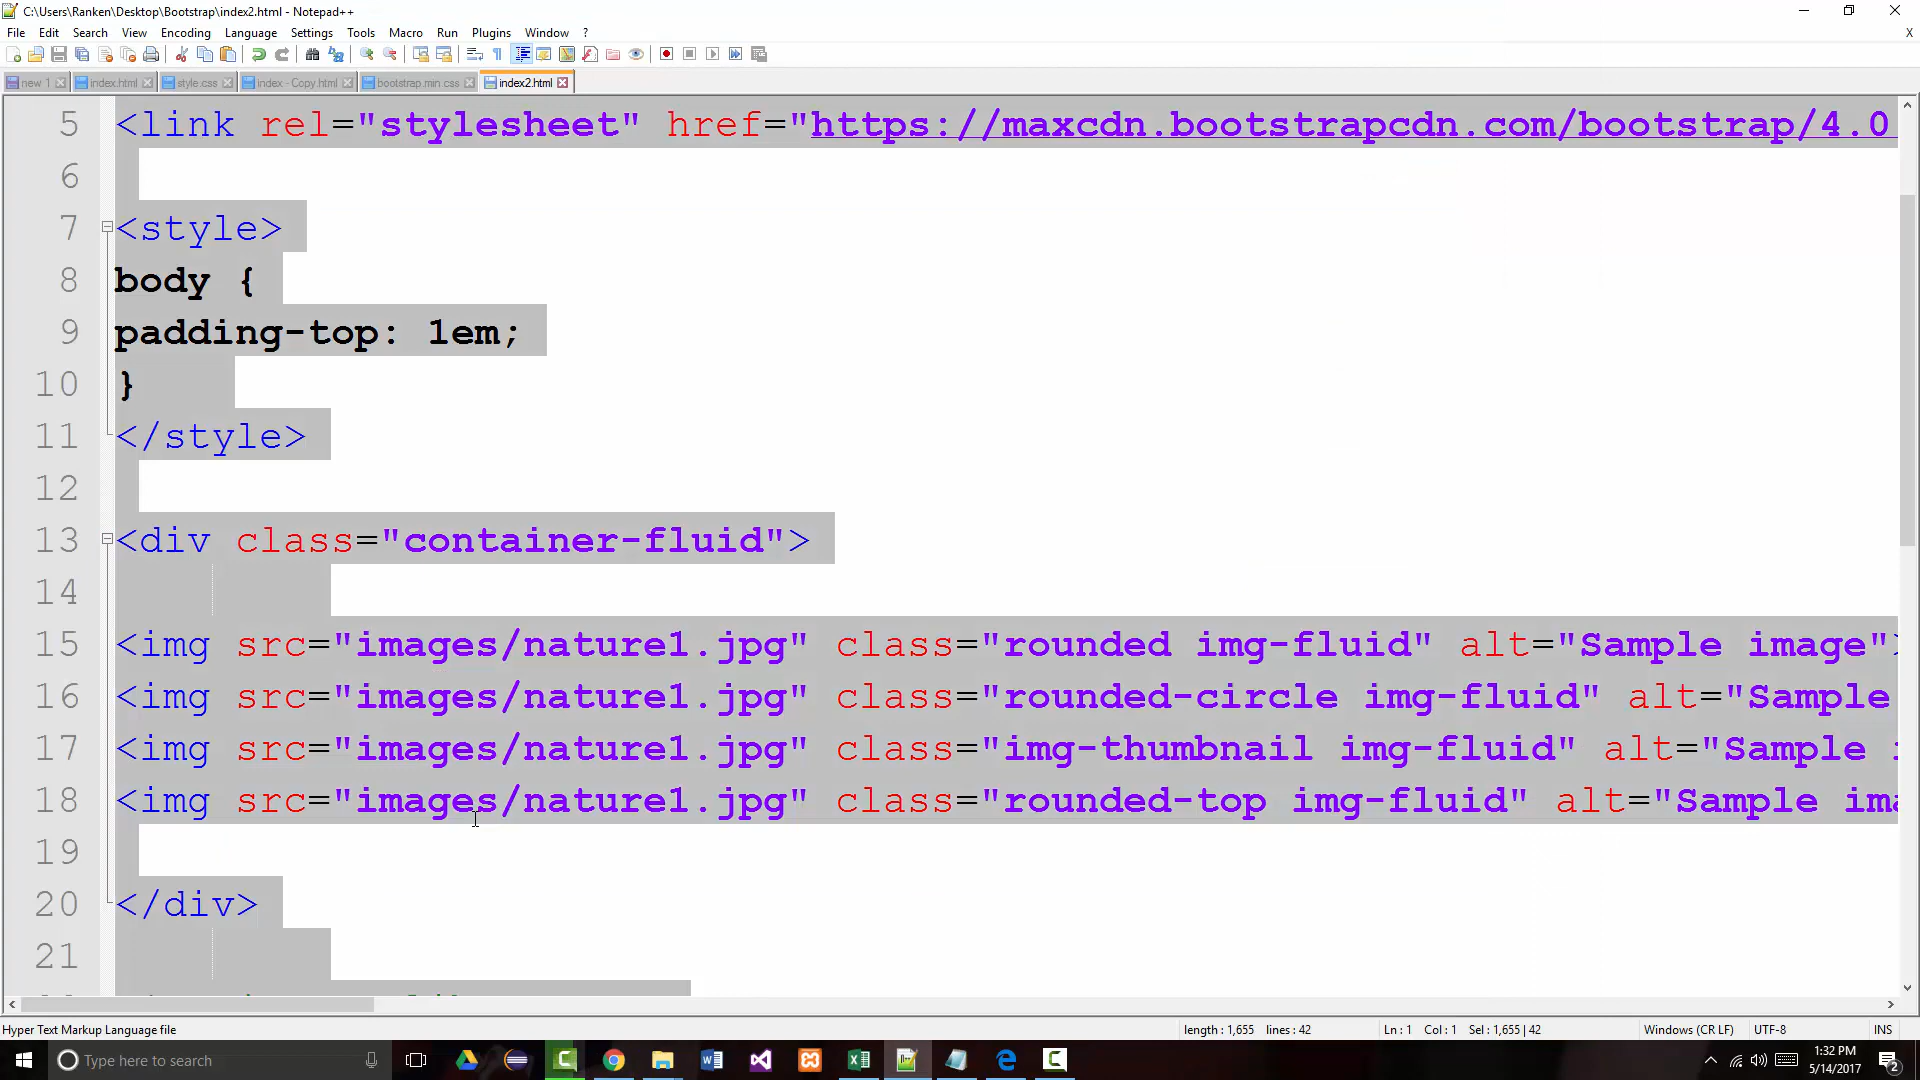 C:\Users\Ranken\Desktop\Bootstrap\index2.html - Notepad++
File Edit Search View Encoding Language Settings Tools Macro Run Plugins Window ? X
new 1 index.html style.css index - Copy.html bootstrap.min.css index2.html
5 <link rel="stylesheet" href="https://maxcdn.bootstrapcdn.com/bootstrap/4.0
6
7 <style>
8 body {
9 padding-top: 1em;
10 }
11 </style>
12
13 <div class="container-fluid">
14
15 <img src="images/nature1.jpg" class="rounded img-fluid" alt="Sample image">
16 <img src="images/nature1.jpg" class="rounded-circle img-fluid" alt="Sample
17 <img src="images/nature1.jpg" class="img-thumbnail img-fluid" alt="Sample
18 <img src="images/nature1.jpg" class="rounded-top img-fluid" alt="Sample ima
19
20 </div>
21
Hyper Text Markup Language file length : 1,655 lines : 42 Ln : 1 Col : 1 Sel : 1,655 | 42 Windows (CR LF) UTF-8 INS
Type here to search
1:32 PM
5/14/2017
2